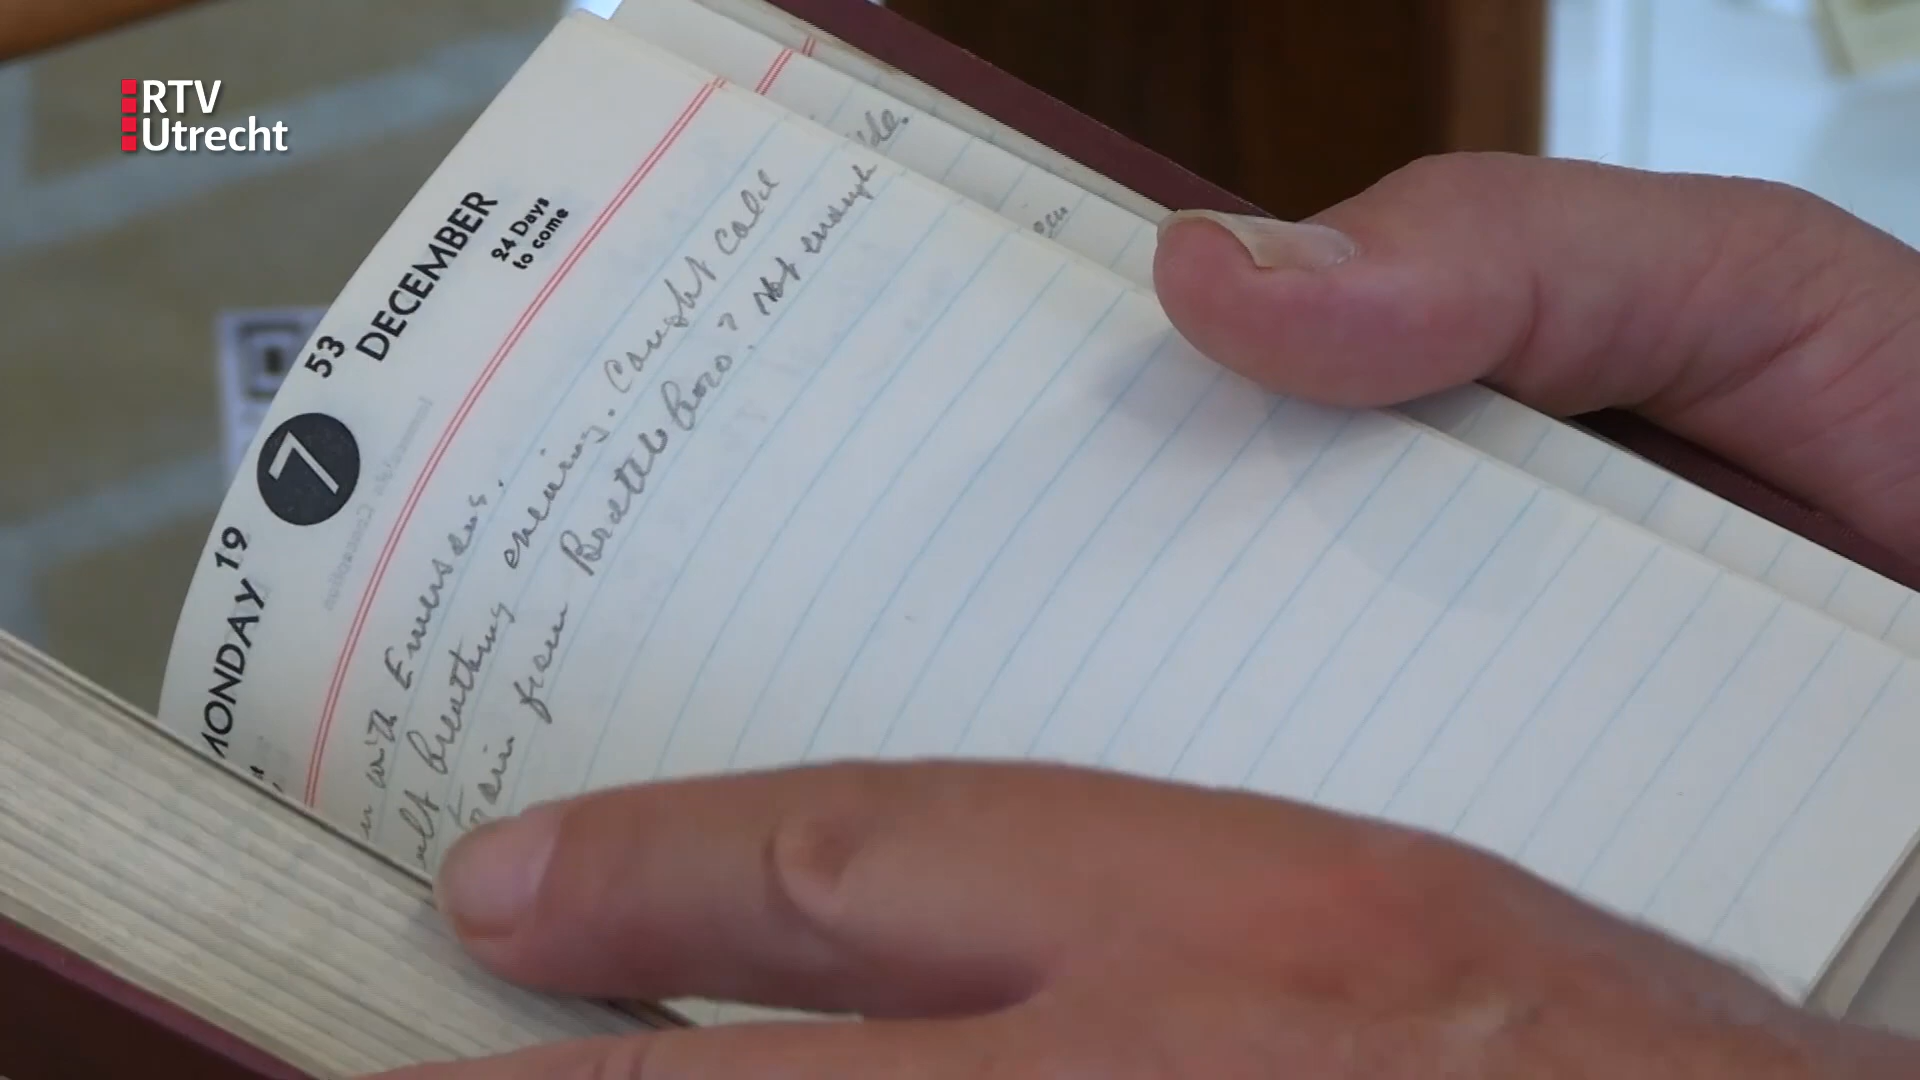 RTV
Utrecht
MONDAY 19 53
7
DECEMBER
24 Days
to come
with Emersons.
breathing evening. Caught Cold
Train from Brattleboro? Not enough